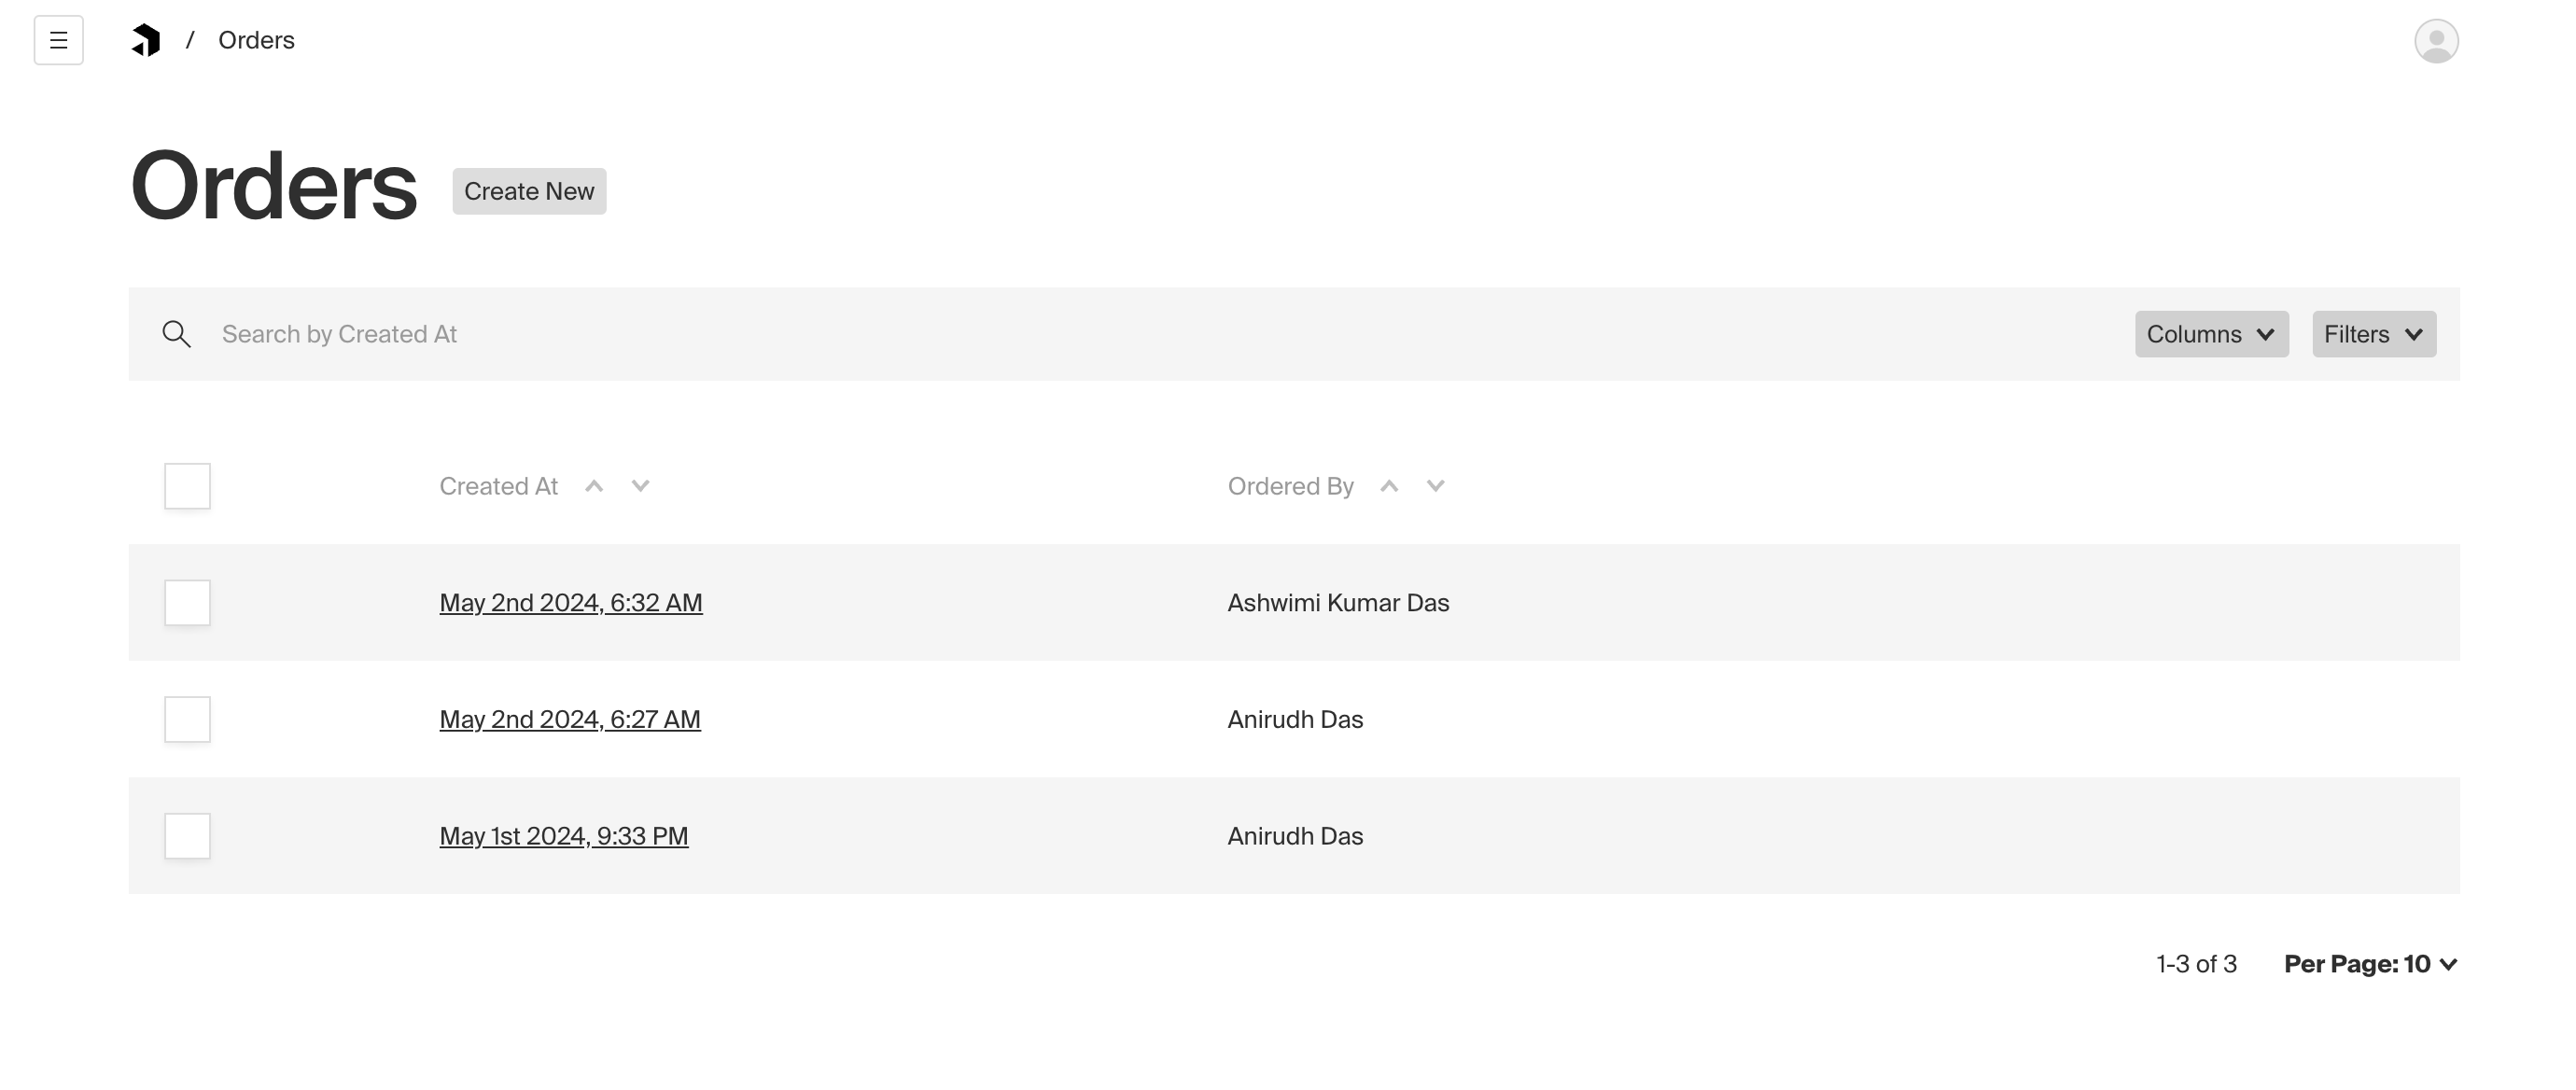 / Orders
Orders Create New
Search by Created At Columns Filters
Created At Ordered By
May 2nd 2024, 6:32 AM Ashwimi Kumar Das
May 2nd 2024, 6:27 AM Anirudh Das
May 1st 2024, 9:33 PM Anirudh Das
1-3 of 3 Per Page: 10